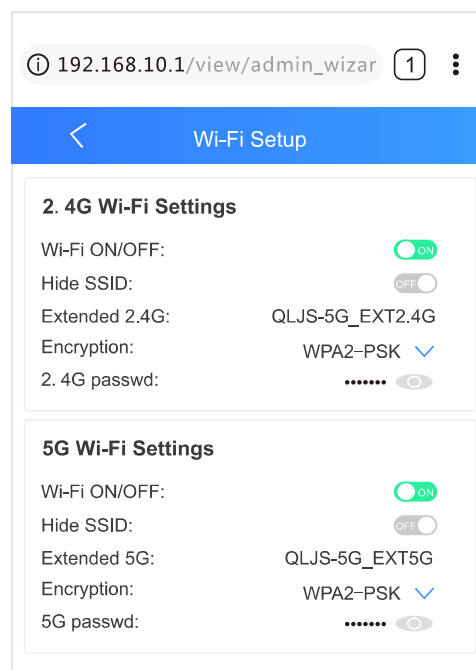 192.168.10.1/view/admin_wizar 1
Wi-Fi Setup
2. 4G Wi-Fi Settings
Wi-Fi ON/OFF: ON
Hide SSID: OFF
Extended 2.4G: QLJS-5G_EXT2.4G
Encryption: WPA2-PSK
2. 4G passwd: •••••••
5G Wi-Fi Settings
Wi-Fi ON/OFF: ON
Hide SSID: OFF
Extended 5G: QLJS-5G_EXT5G
Encryption: WPA2-PSK
5G passwd: •••••••